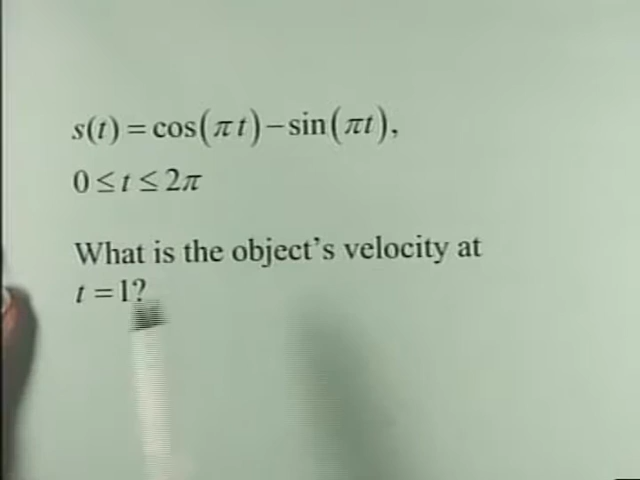 s(t) = cos(πt) − sin(πt),
0 ≤ t ≤ 2π
What is the object's velocity at
t = 1?